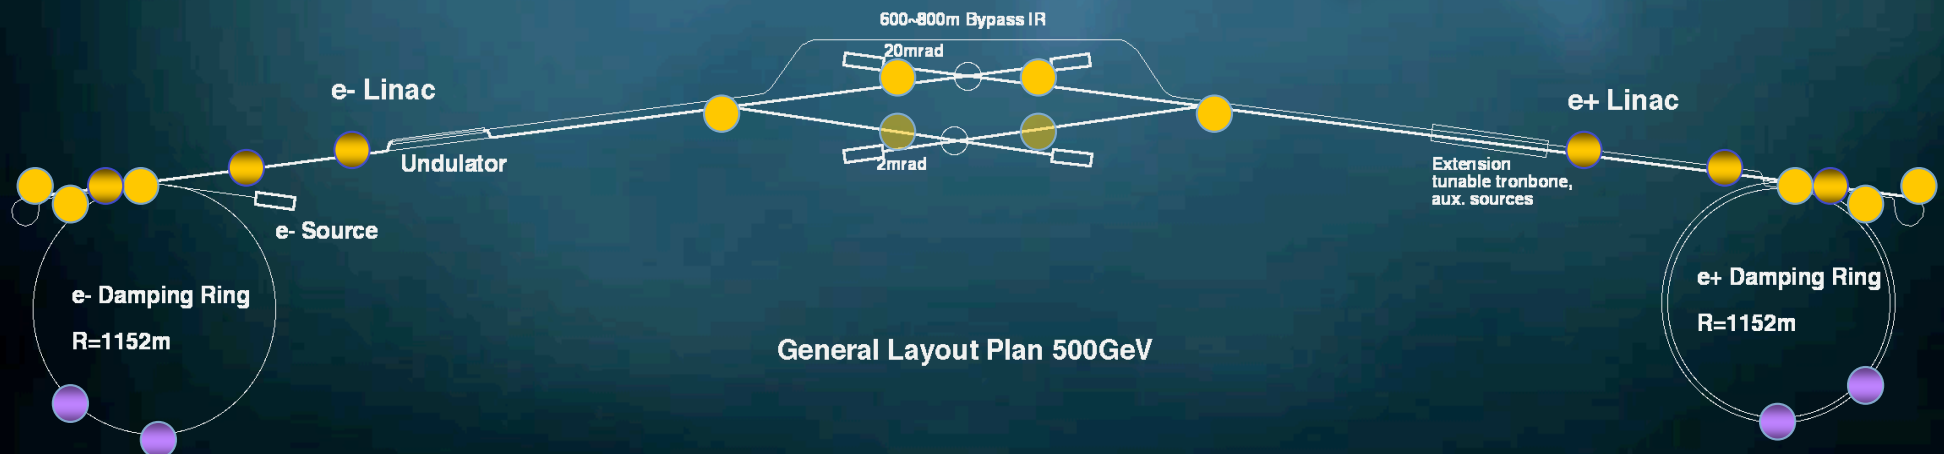 600~800m Bypass IR
20mrad
e- Linac
e+ Linac
Undulator
2mrad
Extension
tunable tronbone,
aux. sources
e- Source
e- Damping Ring
R=1152m
e+ Damping Ring
R=1152m
General Layout Plan 500GeV